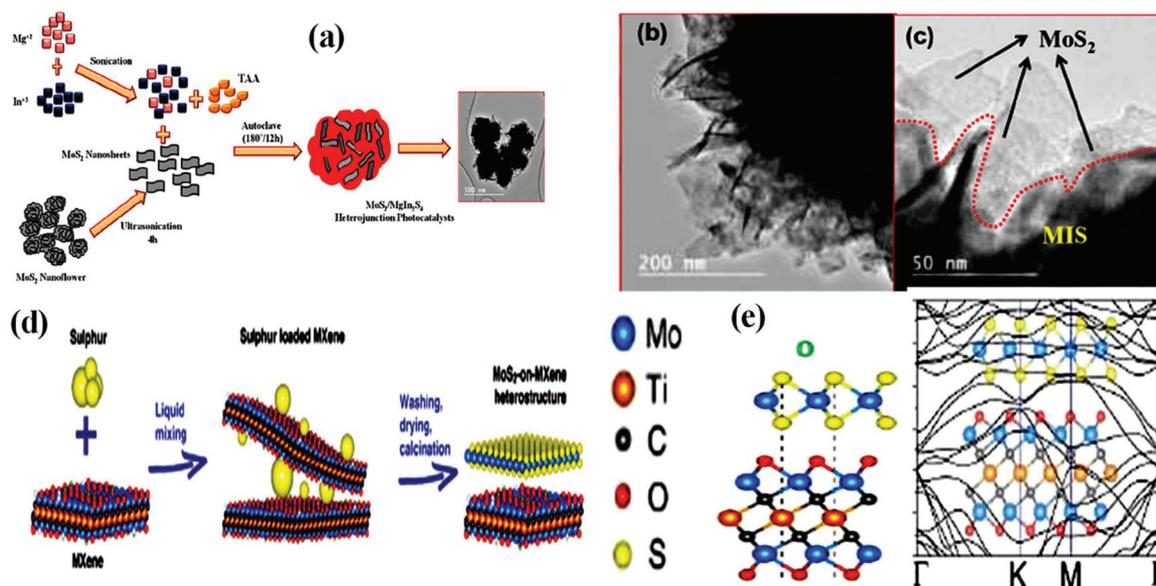 (a)
Mg+2
Sonication
In+3
TAA
MoS2 Nanosheets
Autoclave
(180°/12h)
500 nm
MoS2/MgIn2S4
Heterojunction Photocatalysts
Ultrasonication
4h
MoS2 Nanoflower
(b)
200 nm
(c)
MoS2
MIS
50 nm
(d)
Sulphur
Liquid
mixing
MXene
Sulphur loaded MXene
Washing,
drying,
calcination
MoS2-on-MXene
heterostructure
Mo
Ti
C
O
S
(e)
O
Γ K M